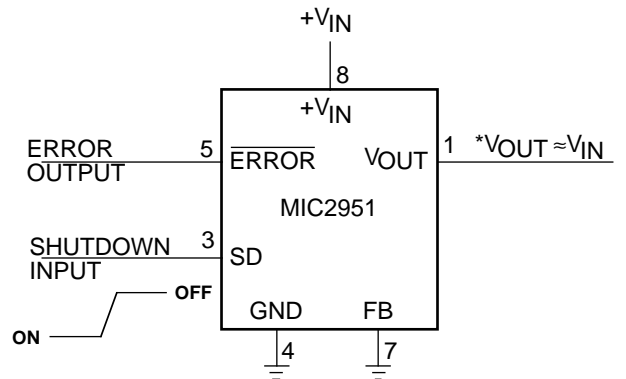 +VIN
8
+VIN
ERROR
OUTPUT
5
ERROR
VOUT
1
*VOUT ≈VIN
MIC2951
SHUTDOWN
INPUT
3
SD
OFF
ON
GND
FB
4
7